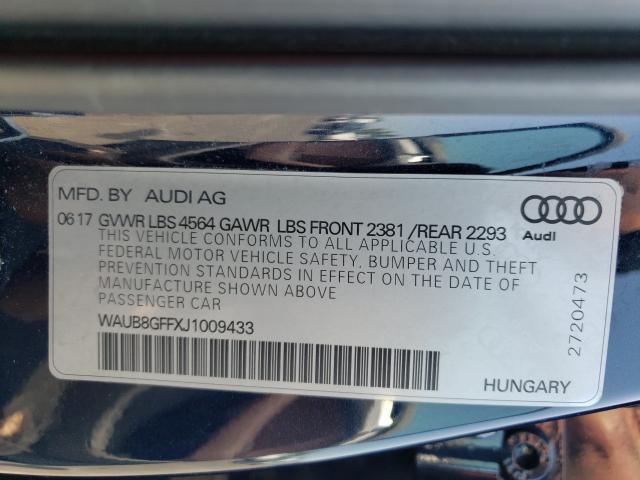 MFD. BY AUDI AG
06 17 GVWR LBS 4564 GAWR LBS FRONT 2381 /REAR 2293
THIS VEHICLE CONFORMS TO ALL APPLICABLE U.S.
FEDERAL MOTOR VEHICLE SAFETY, BUMPER AND THEFT
PREVENTION STANDARDS IN EFFECT ON THE DATE OF
MANUFACTURE SHOWN ABOVE
PASSENGER CAR
WAUB8GFFXJ1009433
Audi
2720473
HUNGARY